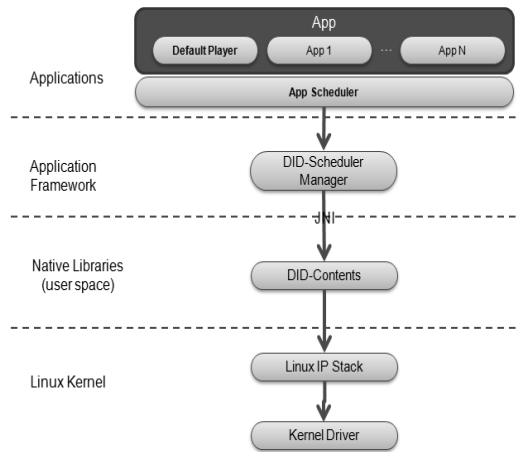 App
Default Player
App 1
...
App N
Applications
App Scheduler
Application
Framework
DID-Scheduler
Manager
JNI
Native Libraries
(user space)
DID-Contents
Linux IP Stack
Linux Kernel
Kernel Driver